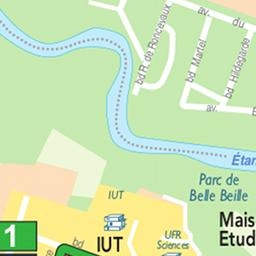 av. du
bd R. de Roncevaux
bd Martel
bd Hildegarde
av.
Étan
Parc de
Belle Beille
IUT
Mais
Etud
1
IUT
UFR
Sciences
bd